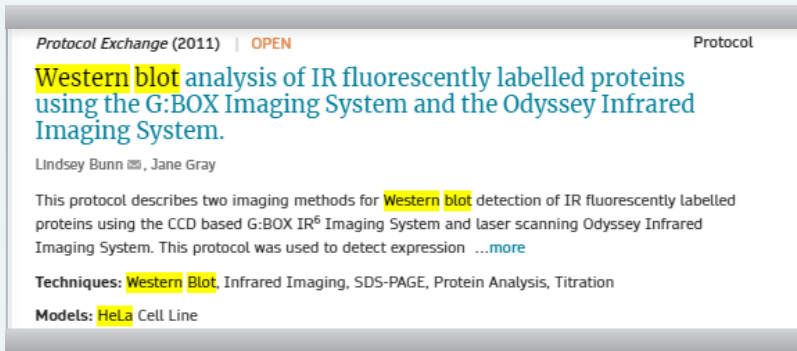 Protocol Exchange (2011) | OPEN Protocol
Western blot analysis of IR fluorescently labelled proteins
using the G:BOX Imaging System and the Odyssey Infrared
Imaging System.
Lindsey Bunn ✉, Jane Gray
This protocol describes two imaging methods for Western blot detection of IR fluorescently labelled
proteins using the CCD based G:BOX IR⁶ Imaging System and laser scanning Odyssey Infrared
Imaging System. This protocol was used to detect expression ...more
Techniques: Western Blot, Infrared Imaging, SDS-PAGE, Protein Analysis, Titration
Models: HeLa Cell Line